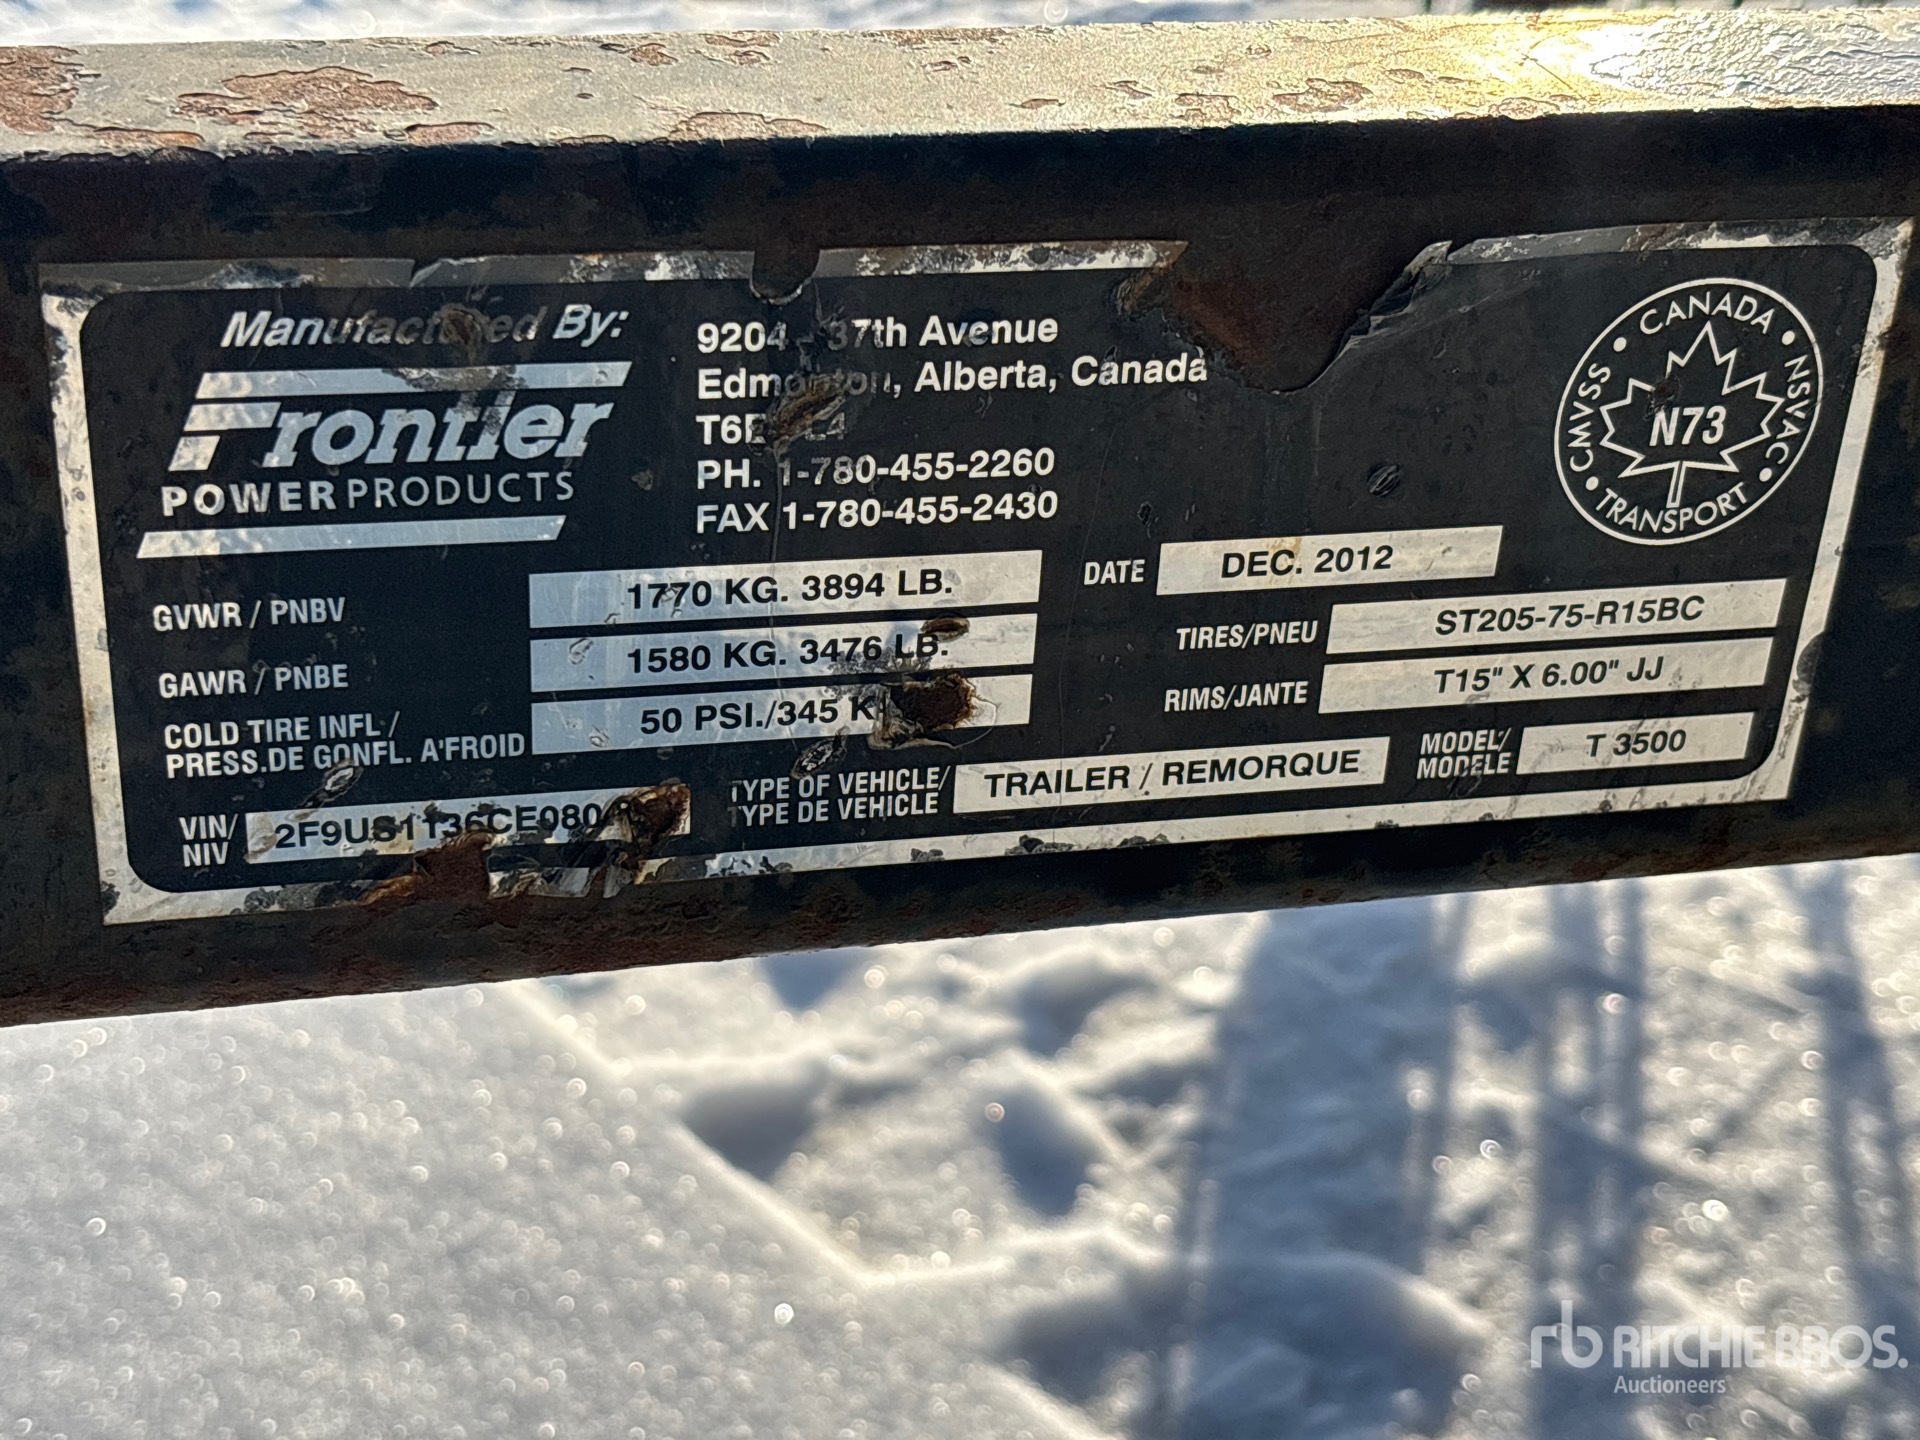 Manufactured By:
Frontier
POWER PRODUCTS
9204 - 37th Avenue
Edmonton, Alberta, Canada
PH. 1-780-455-2260
FAX 1-780-455-2430
CANADA
CMVSS
NSVAC
N73
TRANSPORT
GVWR / PNBV 1770 KG. 3894 LB.
DATE DEC. 2012
GAWR / PNBE 1580 KG. 3476 LB.
TIRES/PNEU ST205-75-R15BC
COLD TIRE INFL /
PRESS.DE GONFL. A'FROID 50 PSI./345
RIMS/JANTE T15" X 6.00" JJ
VIN/
NIV
TYPE OF VEHICLE/
TYPE DE VEHICLE TRAILER / REMORQUE
MODEL/
MODÈLE T 3500
rb RITCHIE BROS.
Auctioneers